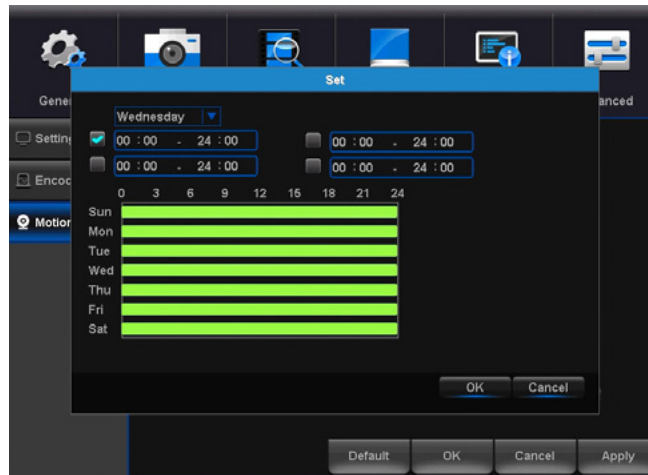 Set
Gene
anced
Wednesday
Setting
00 : 00 - 24 : 00 00 : 00 - 24 : 00
00 : 00 - 24 : 00 00 : 00 - 24 : 00
Encod
0 3 6 9 12 15 18 21 24
Sun
Motion
Mon
Tue
Wed
Thu
Fri
Sat
OK Cancel
Default OK Cancel Apply